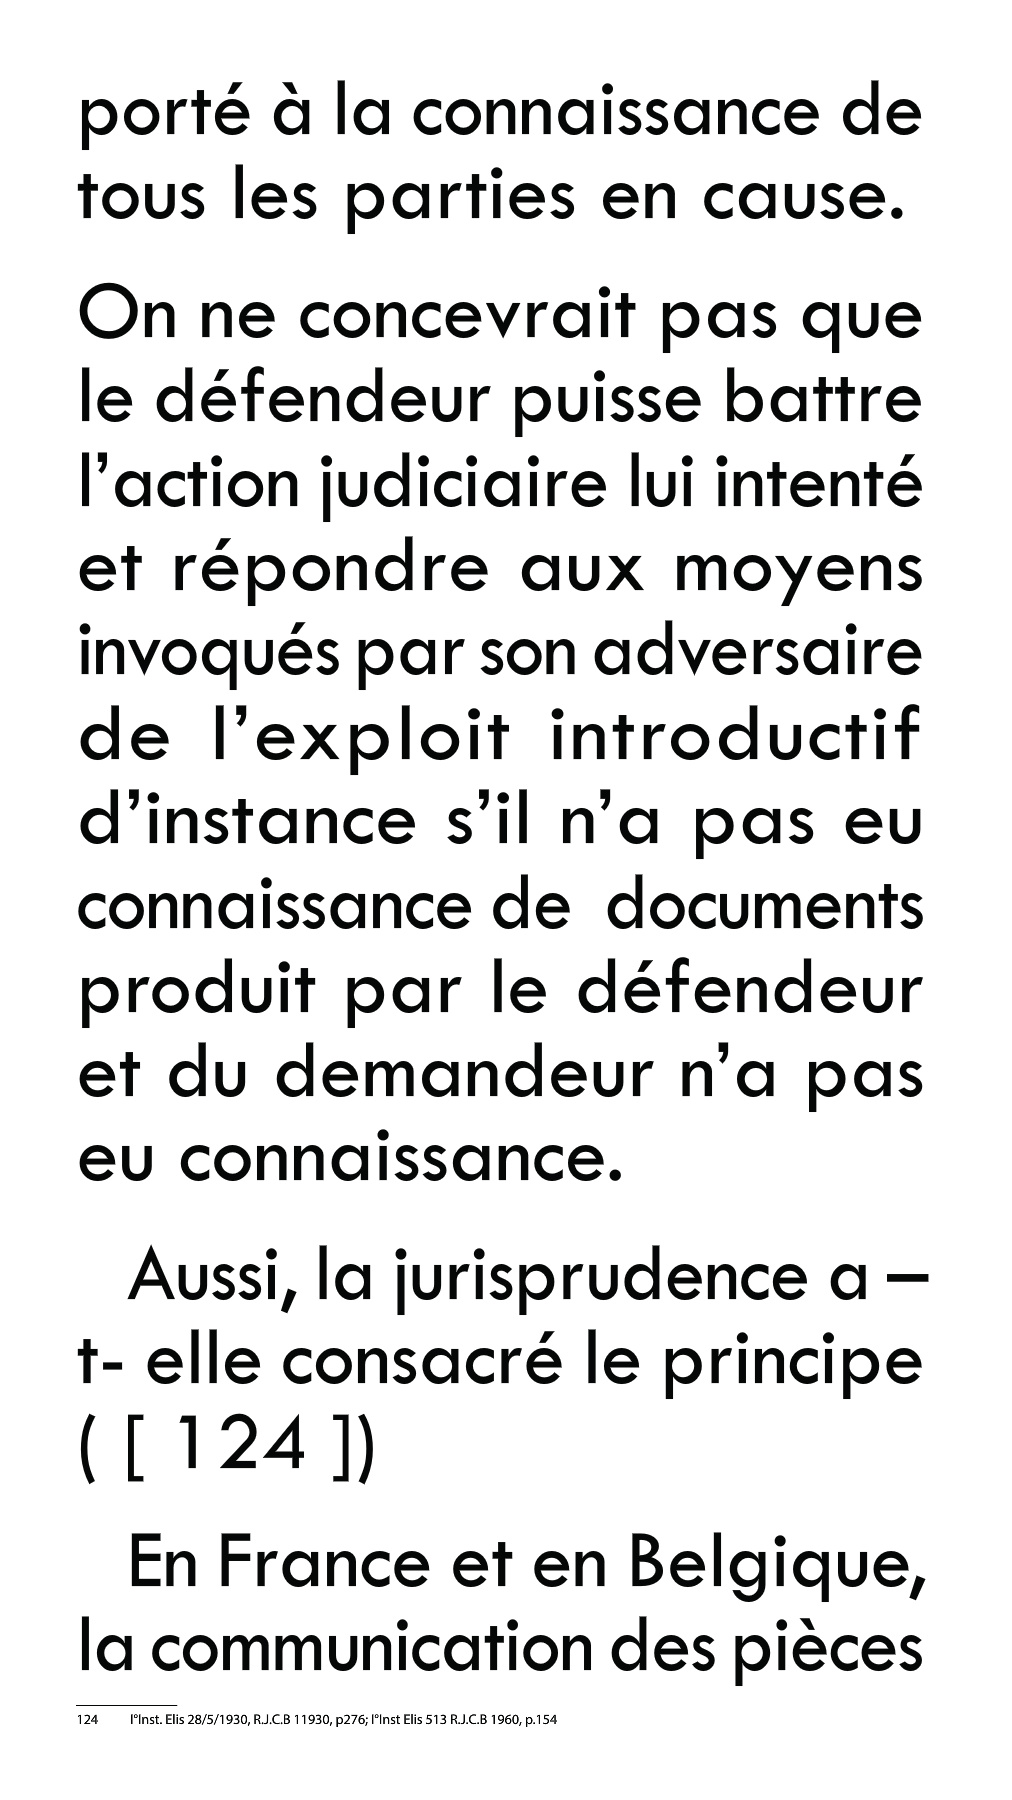 porté à la connaissance de
tous les parties en cause.
On ne concevrait pas que
le défendeur puisse battre
l’action judiciaire lui intenté
et répondre aux moyens
invoqués par son adversaire
de l’exploit introductif
d’instance s’il n’a pas eu
connaissance de documents
produit par le défendeur
et du demandeur n’a pas
eu connaissance.
Aussi, la jurisprudence a –
t- elle consacré le principe
( [ 124 ])
En France et en Belgique,
la communication des pièces
124 I°Inst. Elis 28/5/1930, R.J.C.B 11930, p276; I°Inst Elis 513 R.J.C.B 1960, p.154